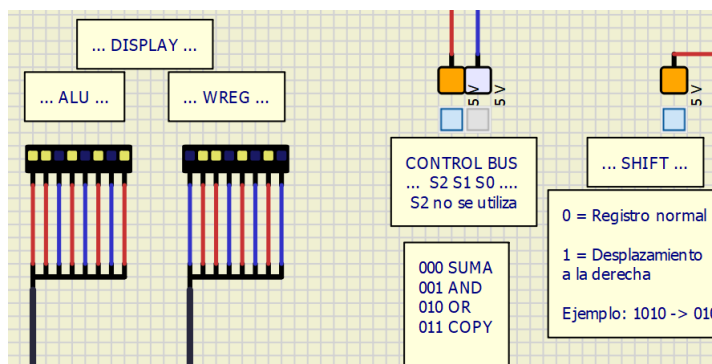 ... DISPLAY ...
... ALU ...
... WREG ...
5 V
5 V
5 V
CONTROL BUS
... S2 S1 S0 ....
S2 no se utiliza
... SHIFT ...
000 SUMA
001 AND
010 OR
011 COPY
0 = Registro normal
1 = Desplazamiento
a la derecha
Ejemplo: 1010 -> 010